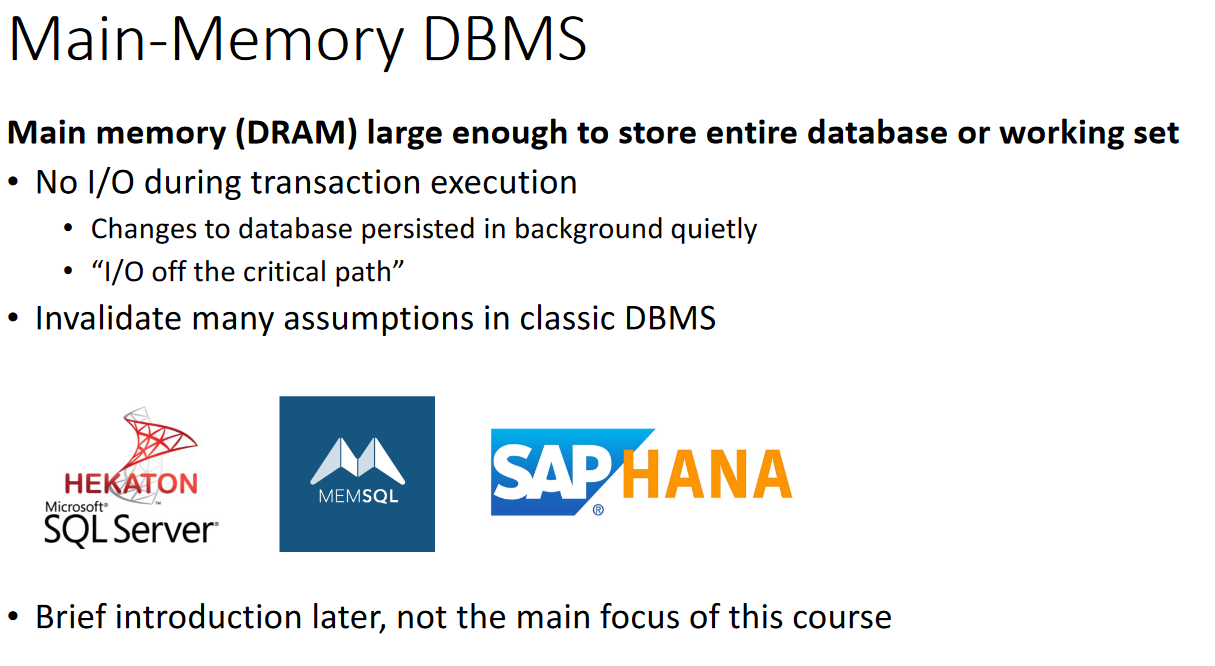 Main-Memory DBMS
Main memory (DRAM) large enough to store entire database or working set
• No I/O during transaction execution
• Changes to database persisted in background quietly
• “I/O off the critical path”
• Invalidate many assumptions in classic DBMS
HEKATON™
Microsoft®
SQL Server®
MEMSQL
SAP® HANA
• Brief introduction later, not the main focus of this course